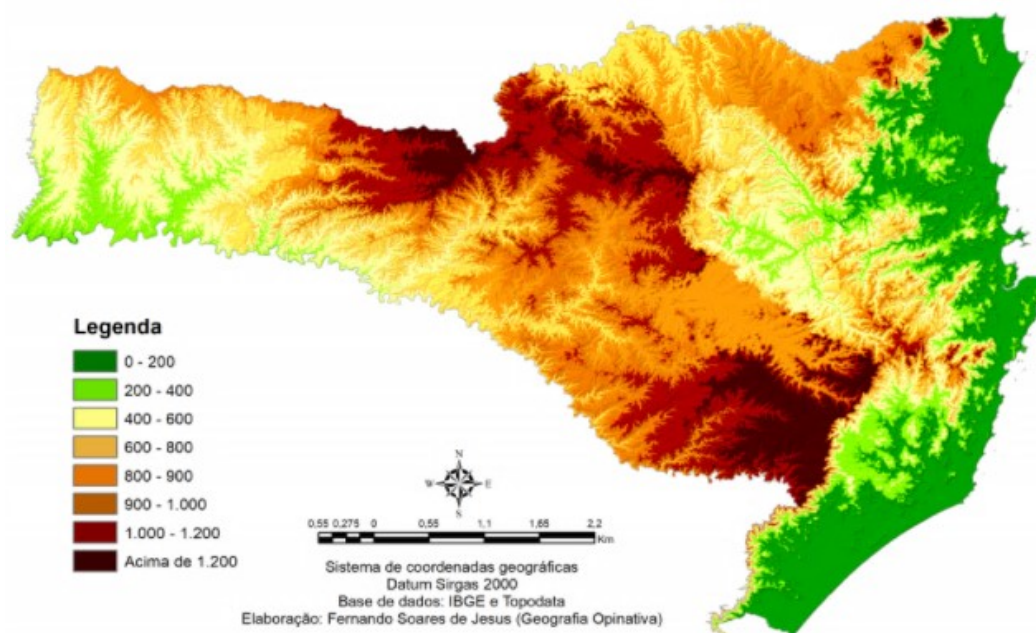 Legenda
0 - 200
200 - 400
400 - 600
600 - 800
800 - 900
900 - 1.000
1.000 - 1.200
Acima de 1.200
N
W E
S
0,55 0,275 0 0,55 1,1 1,65 2,2
Km
Sistema de coordenadas geográficas
Datum Sirgas 2000
Base de dados: IBGE e Topodata
Elaboração: Fernando Soares de Jesus (Geografia Opinativa)